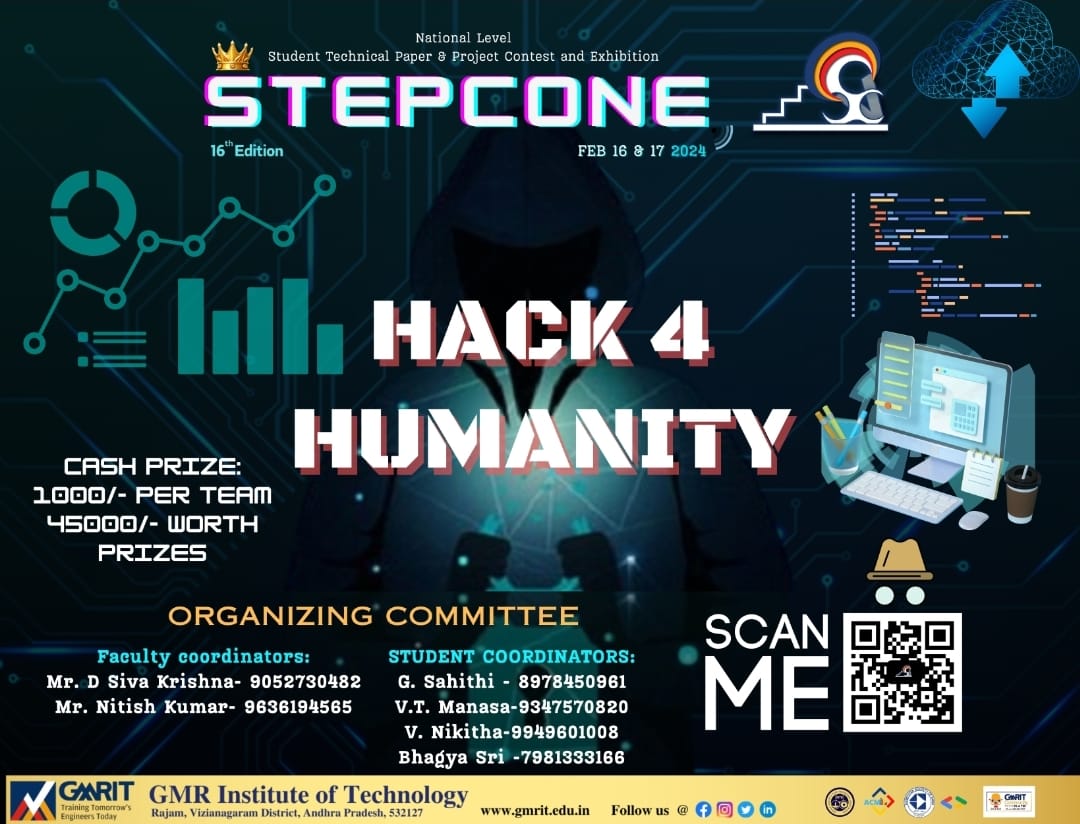 National Level
Student Technical Paper & Project Contest and Exhibition
STEPCONE
16th Edition
FEB 16 & 17 2024
HACK 4
HUMANITY
CASH PRIZE:
1000/- PER TEAM
45000/- WORTH
PRIZES
ORGANIZING COMMITTEE
Faculty coordinators:
Mr. D Siva Krishna- 9052730482
Mr. Nitish Kumar- 9636194565
STUDENT COORDINATORS:
G. Sahithi - 8978450961
V.T. Manasa-9347570820
V. Nikitha-9949601008
Bhagya Sri -7981333166
SCAN
ME
GMRIT
Training Tomorrow's
Engineers Today
GMR Institute of Technology
Rajam, Vizianagaram District, Andhra Pradesh, 532127
www.gmrit.edu.in
Follow us @
ACM
GMRIT